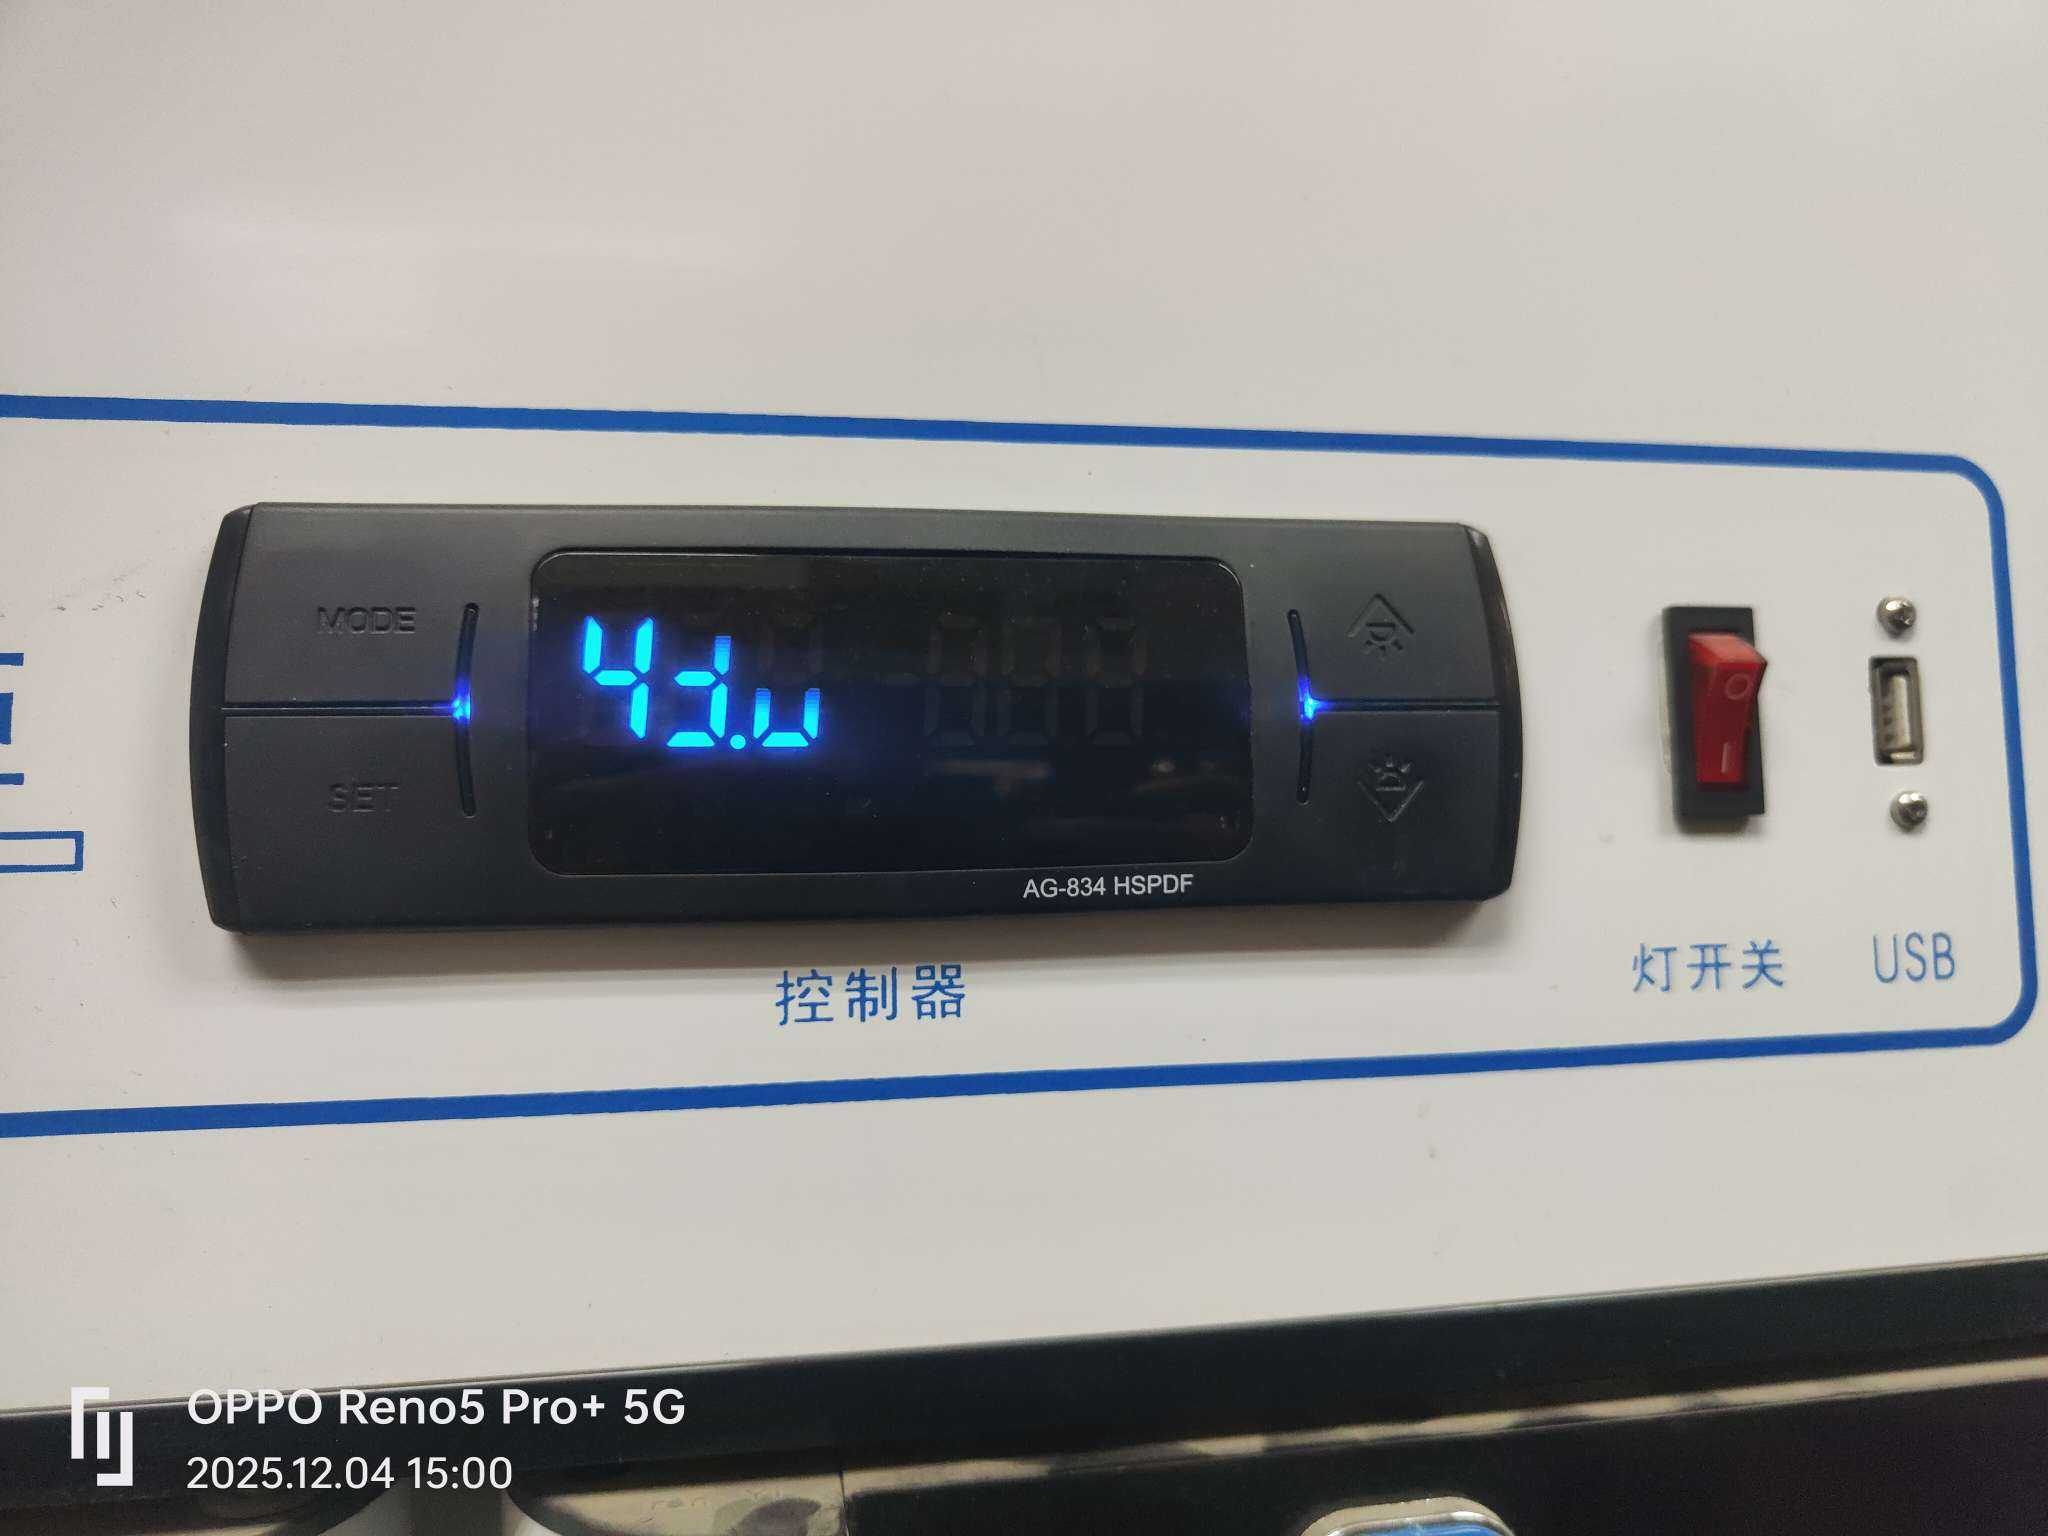 MODE
SET
43.0
AG-834 HSPDF
控制器
灯开关
USB
OPPO Reno5 Pro+ 5G
2025.12.04 15:00